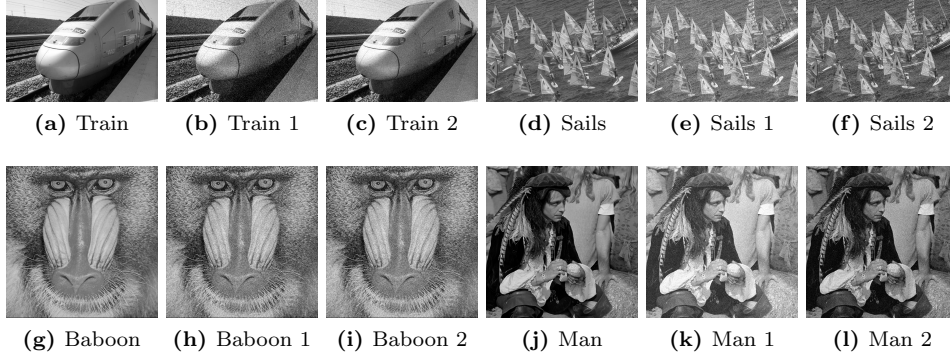 (a) Train (b) Train 1 (c) Train 2 (d) Sails (e) Sails 1 (f) Sails 2
(g) Baboon (h) Baboon 1 (i) Baboon 2 (j) Man (k) Man 1 (l) Man 2